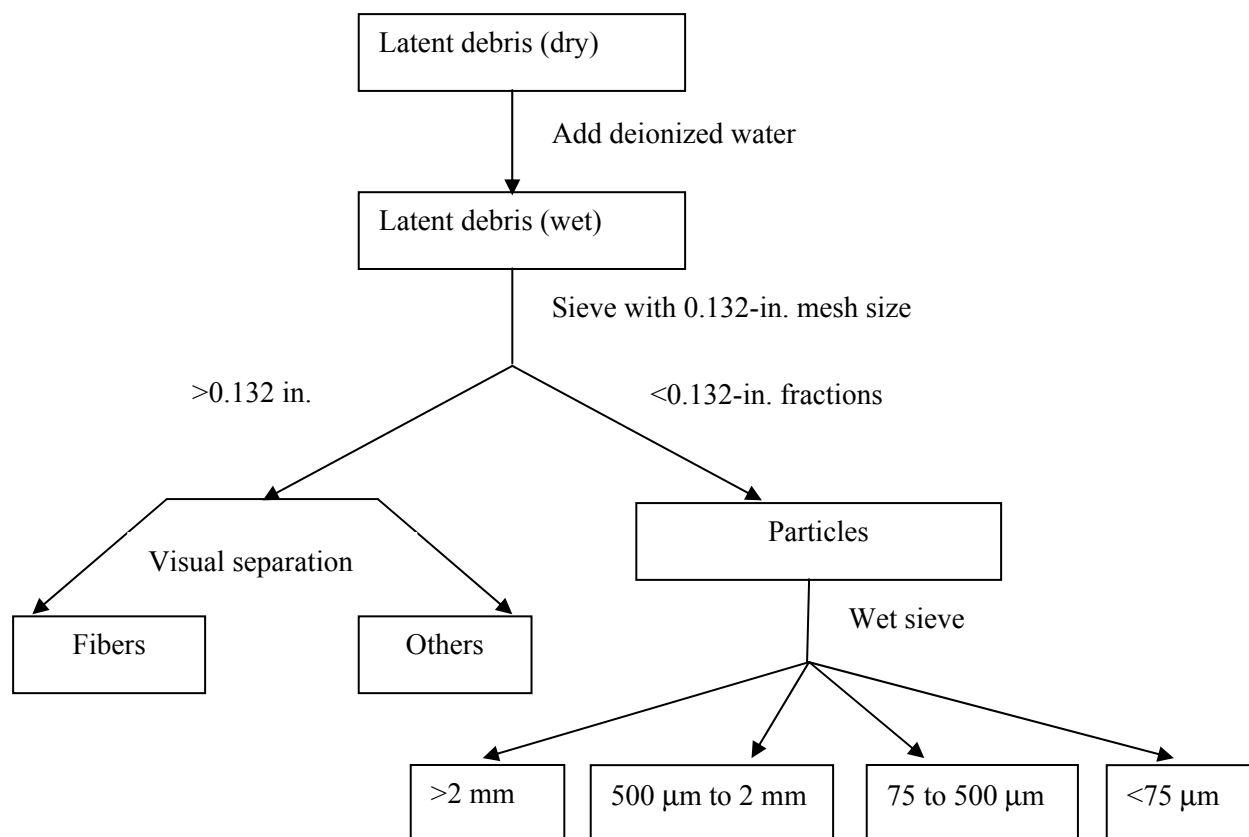 Latent debris (dry)
Add deionized water
Latent debris (wet)
Sieve with 0.132-in. mesh size
>0.132 in.
<0.132-in. fractions
Particles
Visual separation
Wet sieve
Fibers
Others
>2 mm
500 μm to 2 mm
75 to 500 μm
<75 μm